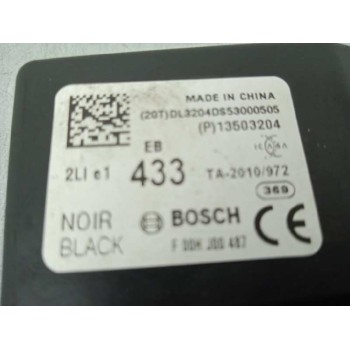 MADE IN CHINA
(20T)DL3204DS53000505
(P)13503204
EB
2LI e1 433 TA-2010/972
369
NOIR BOSCH CE
BLACK F 00K J00 487